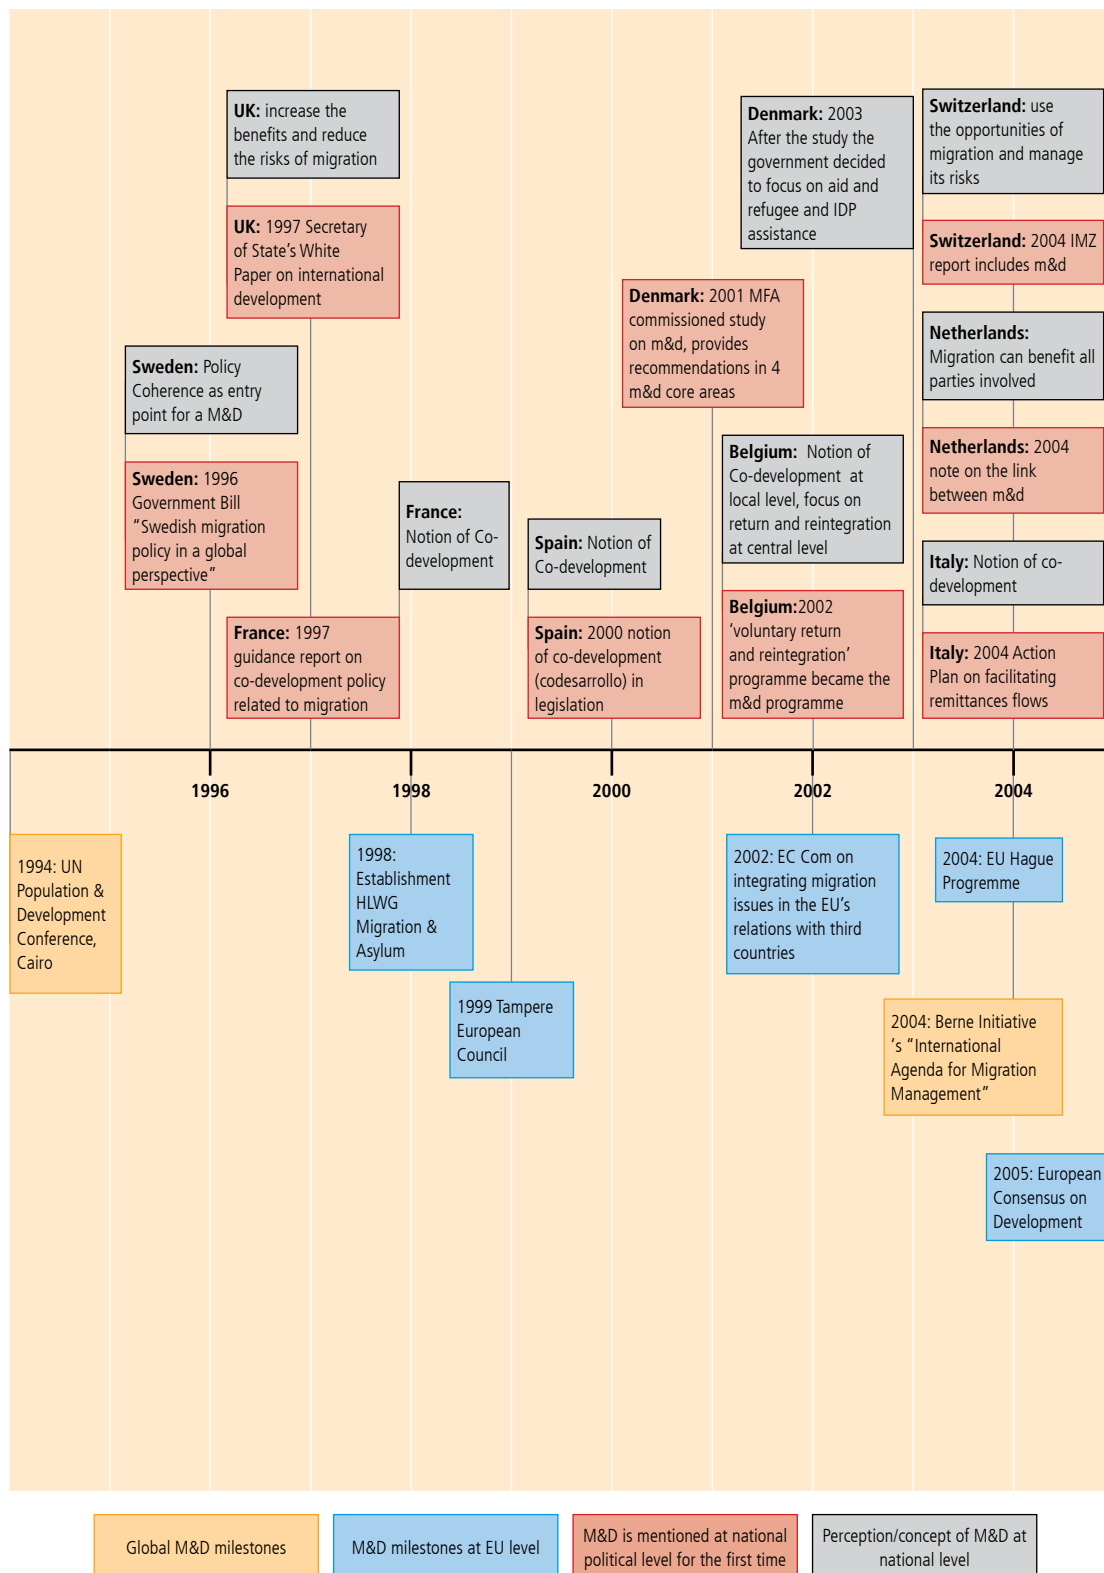 UK: increase the
benefits and reduce
the risks of migration
UK: 1997 Secretary
of State’s White
Paper on international
development
Sweden: Policy
Coherence as entry
point for a M&D
Sweden: 1996
Government Bill
“Swedish migration
policy in a global
perspective”
France: 1997
guidance report on
co-development policy
related to migration
France:
Notion of Co-
development
Spain: Notion of
Co-development
Spain: 2000 notion
of co-development
(codesarrollo) in
legislation
Denmark: 2003
After the study the
government decided
to focus on aid and
refugee and IDP
assistance
Denmark: 2001 MFA
commissioned study
on m&d, provides
recommendations in 4
m&d core areas
Belgium: Notion of
Co-development at
local level, focus on
return and reintegration
at central level
Belgium:2002
‘voluntary return
and reintegration’
programme became the
m&d programme
Switzerland: use
the opportunities of
migration and manage
its risks
Switzerland: 2004 IMZ
report includes m&d
Netherlands:
Migration can benefit all
parties involved
Netherlands: 2004
note on the link
between m&d
Italy: Notion of co-
development
Italy: 2004 Action
Plan on facilitating
remittances flows
1996
1998
2000
2002
2004
1994: UN
Population &
Development
Conference,
Cairo
1998:
Establishment
HLWG
Migration &
Asylum
1999 Tampere
European
Council
2002: EC Com on
integrating migration
issues in the EU’s
relations with third
countries
2004: EU Hague
Programme
2004: Berne Initiative
‘s “International
Agenda for Migration
Management”
2005: European
Consensus on
Development
Global M&D milestones
M&D milestones at EU level
M&D is mentioned at national
political level for the first time
Perception/concept of M&D at
national level